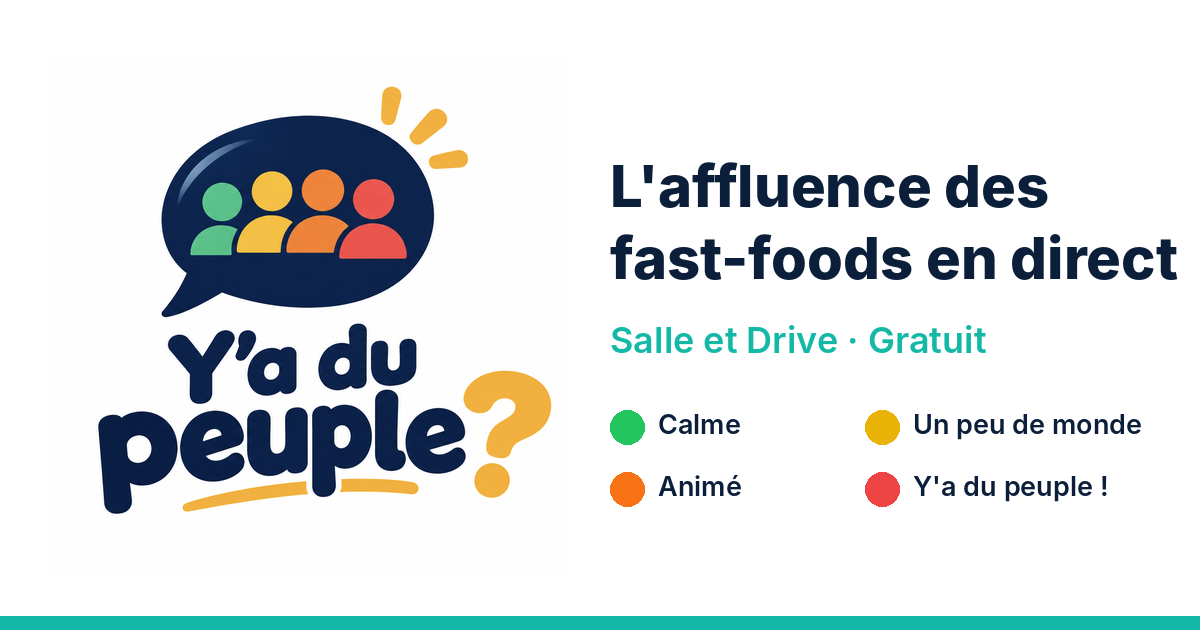 Y’a du
peuple?
L'affluence des
fast-foods en direct
Salle et Drive · Gratuit
Calme
Un peu de monde
Animé
Y'a du peuple !